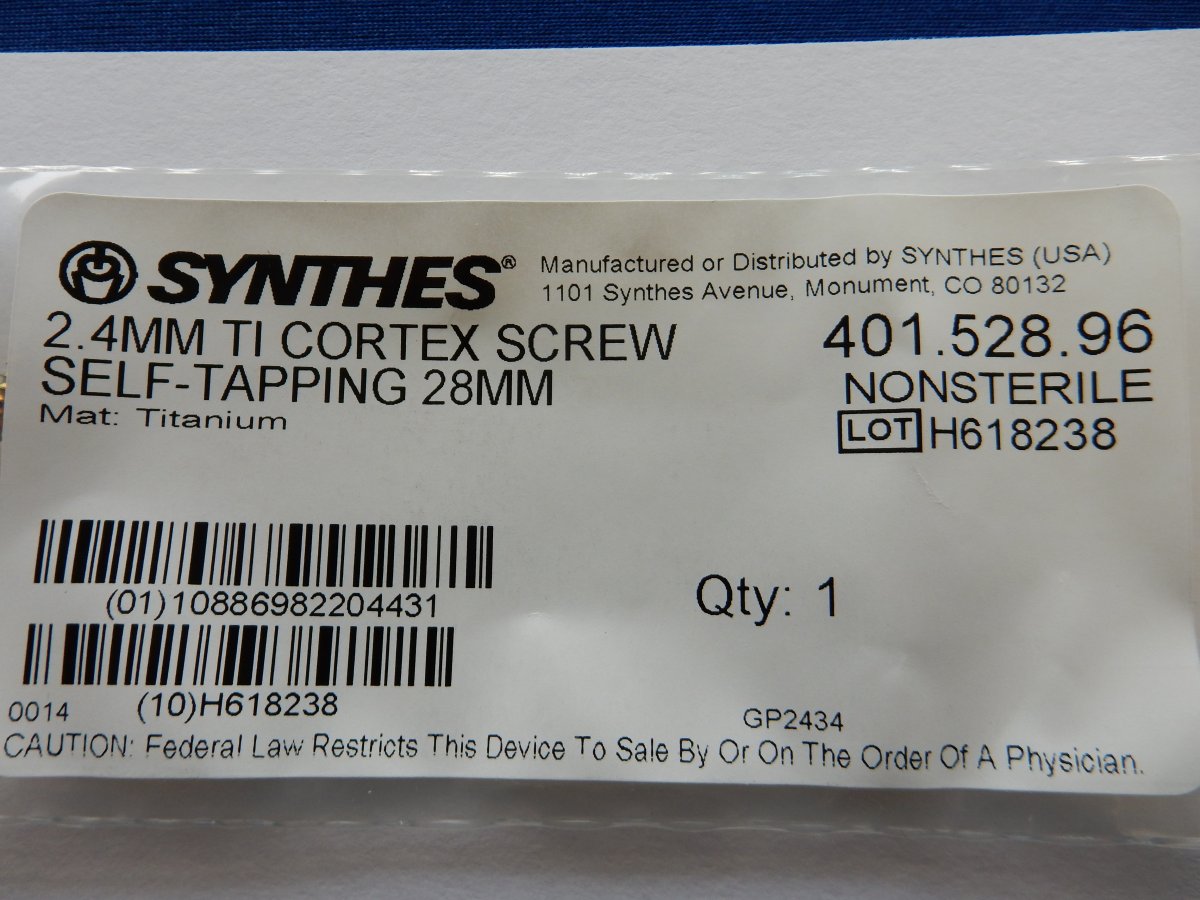 SYNTHES® Manufactured or Distributed by SYNTHES (USA)
1101 Synthes Avenue, Monument, CO 80132
2.4MM TI CORTEX SCREW 401.528.96
SELF-TAPPING 28MM NONSTERILE
Mat: Titanium LOT H618238
(01)10886982204431
Qty: 1
(10)H618238
0014 GP2434
CAUTION: Federal Law Restricts This Device To Sale By Or On The Order Of A Physician.